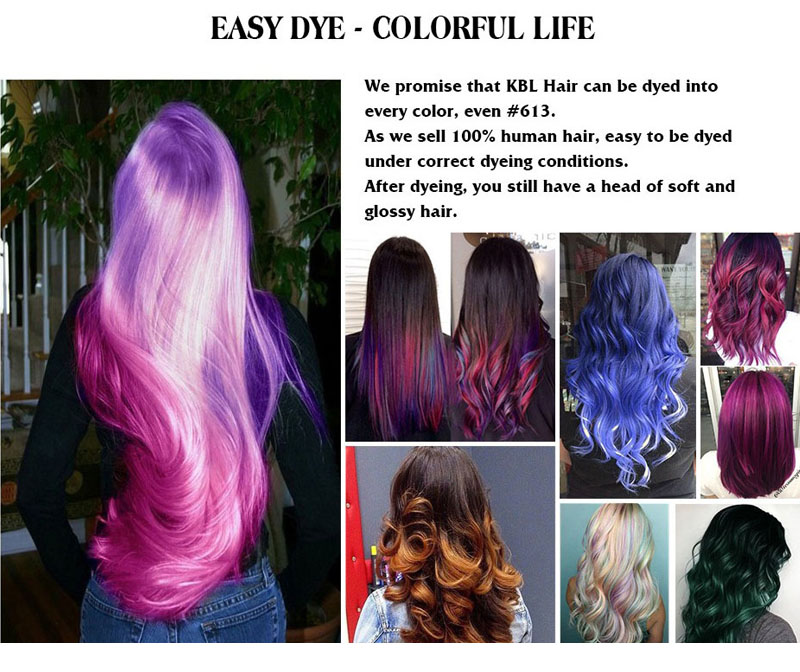 EASY DYE - COLORFUL LIFE
We promise that KBL Hair can be dyed into
every color, even #613.
As we sell 100% human hair, easy to be dyed
under correct dyeing conditions.
After dyeing, you still have a head of soft and
glossy hair.